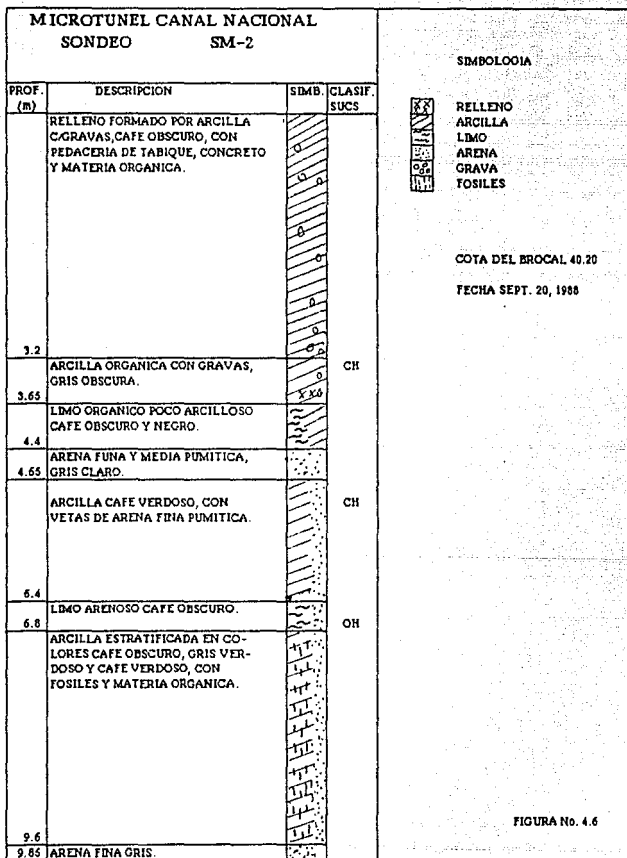 MICROTUNEL CANAL NACIONAL
SONDEO SM-2
PROF. (m)
DESCRIPCION
SIMB.
CLASIF. SUCS
RELLENO FORMADO POR ARCILLA
C/GRAVAS, CAFE OBSCURO, CON
PEDACERIA DE TABIQUE, CONCRETO
Y MATERIA ORGANICA.
3.2
ARCILLA ORGANICA CON GRAVAS, CH
GRIS OBSCURA.
3.65
LIMO ORGANICO POCO ARCILLOSO
CAFE OBSCURO Y NEGRO.
4.4
ARENA FUNA Y MEDIA PUMITICA,
4.65 GRIS CLARO.
ARCILLA CAFE VERDOSO, CON CH
VETAS DE ARENA FINA PUMITICA.
6.4
LIMO ARENOSO CAFE OBSCURO.
6.8 OH
ARCILLA ESTRATIFICADA EN CO-
LORES CAFE OBSCURO, GRIS VER-
DOSO Y CAFE VERDOSO, CON
FOSILES Y MATERIA ORGANICA.
9.6
9.85 ARENA FINA GRIS.
SIMBOLOGIA
RELLENO
ARCILLA
LIMO
ARENA
GRAVA
FOSILES
COTA DEL BROCAL 40.20
FECHA SEPT. 20, 1988
FIGURA No. 4.6